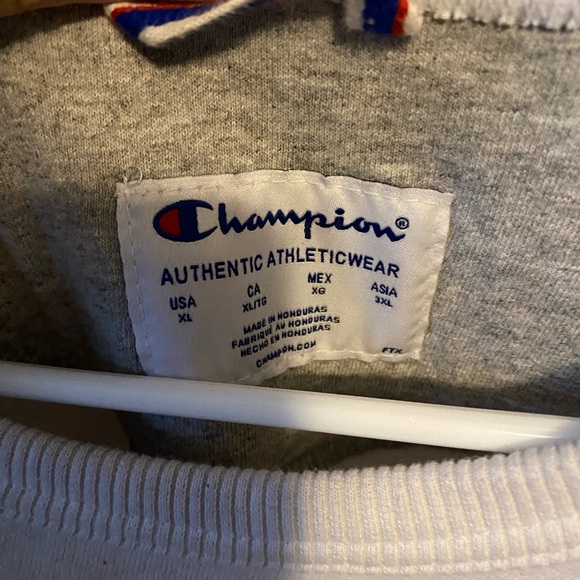 Champion®
AUTHENTIC ATHLETICWEAR
USA CA MEX ASIA
XL XL/TG XG 3XL
MADE IN HONDURAS
FABRIQUÉ AU HONDURAS
HECHO EN HONDURAS
CHAMPION.COM
FTX